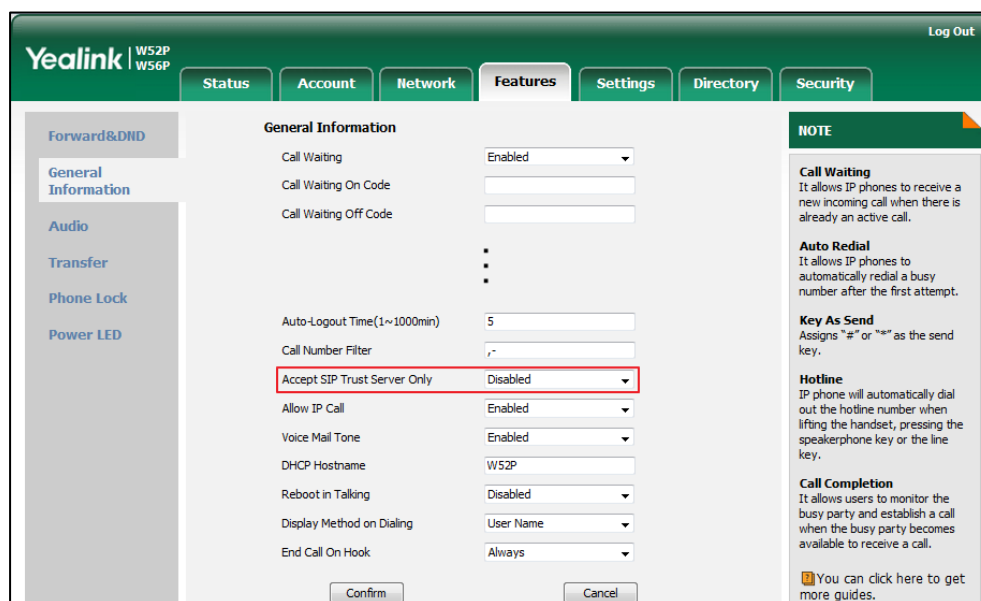 Log Out
Yealink | W52P
W56P
Status Account Network Features Settings Directory Security
Forward&DND
General
Information
Audio
Transfer
Phone Lock
Power LED
General Information
Call Waiting Enabled
Call Waiting On Code
Call Waiting Off Code
Auto-Logout Time(1~1000min) 5
Call Number Filter ,-
Accept SIP Trust Server Only Disabled
Allow IP Call Enabled
Voice Mail Tone Enabled
DHCP Hostname W52P
Reboot in Talking Disabled
Display Method on Dialing User Name
End Call On Hook Always
Confirm Cancel
NOTE
Call Waiting
It allows IP phones to receive a
new incoming call when there is
already an active call.
Auto Redial
It allows IP phones to
automatically redial a busy
number after the first attempt.
Key As Send
Assigns "#" or "*" as the send
key.
Hotline
IP phone will automatically dial
out the hotline number when
lifting the handset, pressing the
speakerphone key or the line
key.
Call Completion
It allows users to monitor the
busy party and establish a call
when the busy party becomes
available to receive a call.
You can click here to get
more guides.